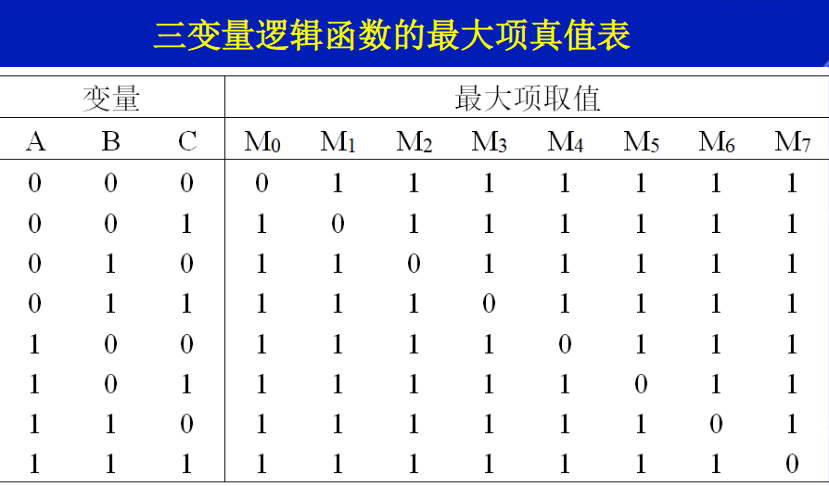 三变量逻辑函数的最大项真值表
变量 最大项取值
A B C M0 M1 M2 M3 M4 M5 M6 M7
0 0 0 0 1 1 1 1 1 1 1
0 0 1 1 0 1 1 1 1 1 1
0 1 0 1 1 0 1 1 1 1 1
0 1 1 1 1 1 0 1 1 1 1
1 0 0 1 1 1 1 0 1 1 1
1 0 1 1 1 1 1 1 0 1 1
1 1 0 1 1 1 1 1 1 0 1
1 1 1 1 1 1 1 1 1 1 0